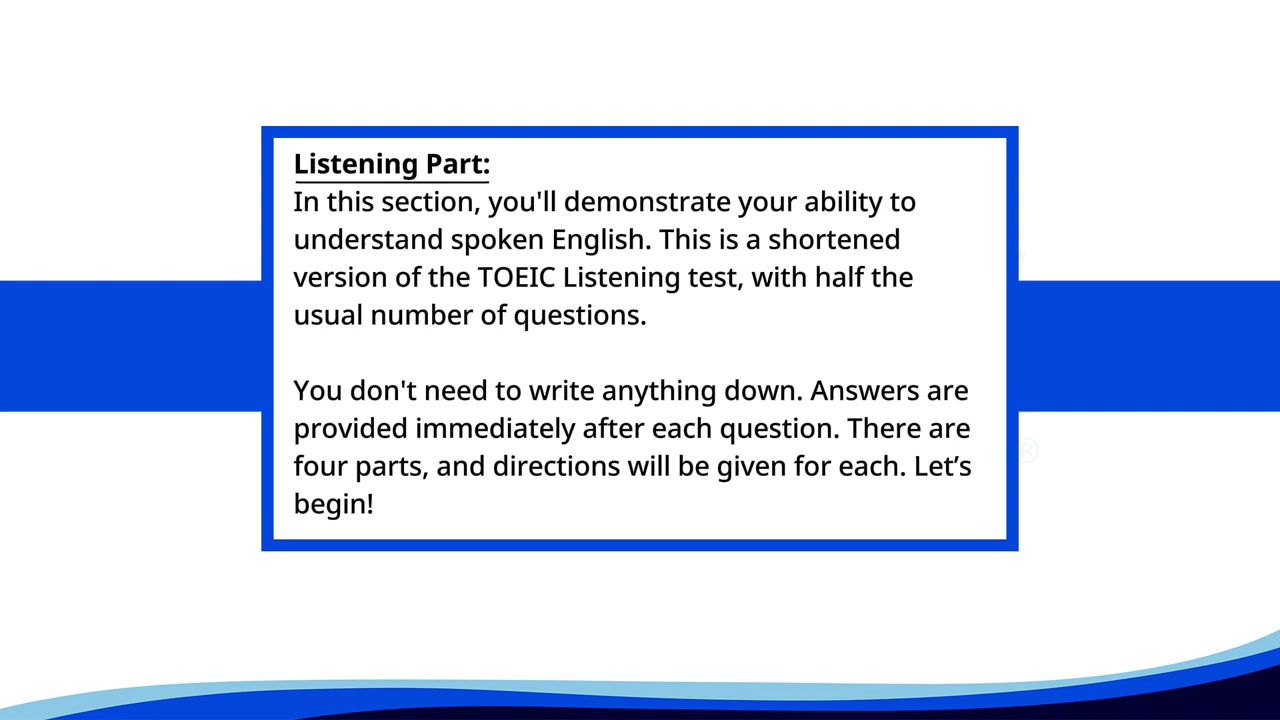 Listening Part:
In this section, you'll demonstrate your ability to
understand spoken English. This is a shortened
version of the TOEIC Listening test, with half the
usual number of questions.
You don't need to write anything down. Answers are
provided immediately after each question. There are
four parts, and directions will be given for each. Let’s
begin!
®